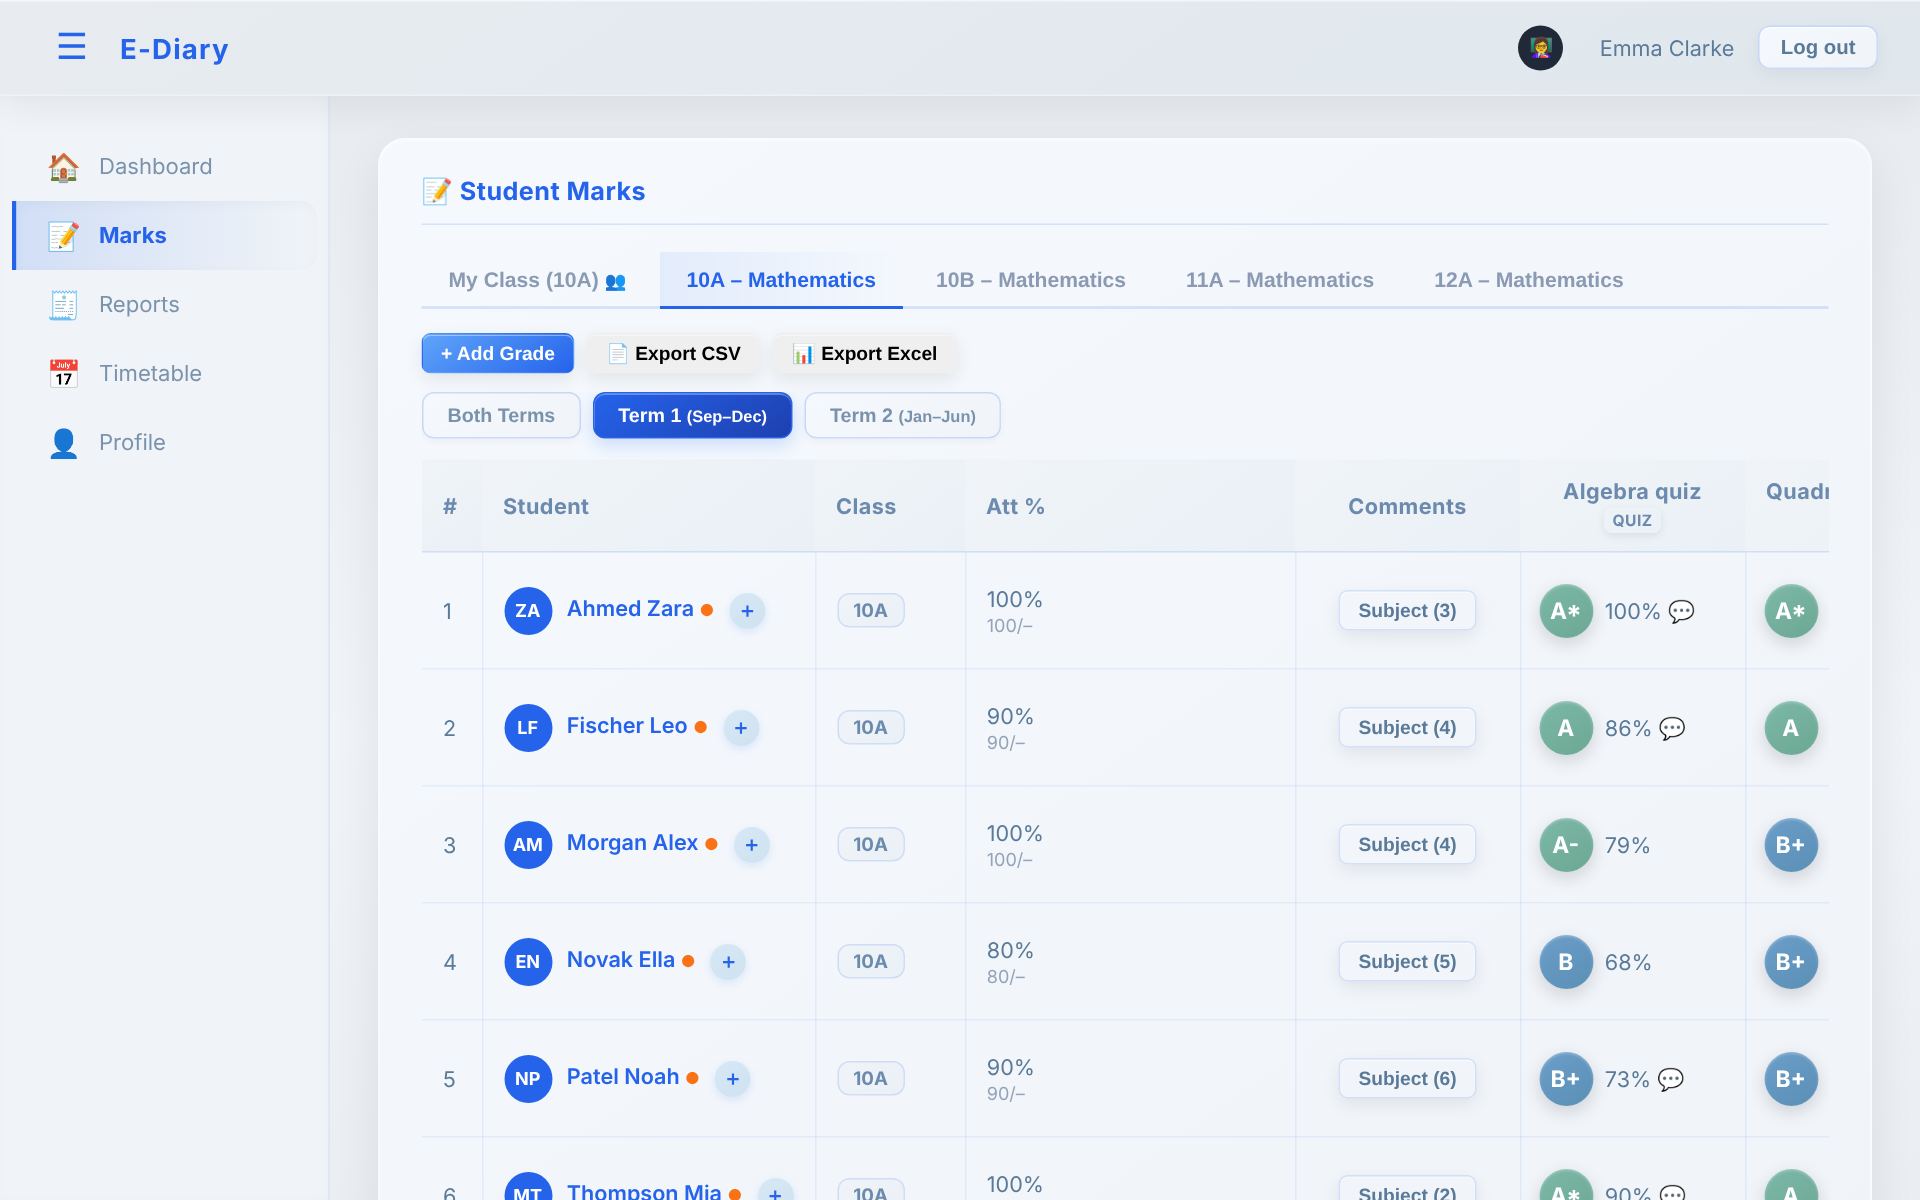 ☰ E-Diary
Emma Clarke
Log out
Dashboard
Marks
Reports
Timetable
Profile
Student Marks
My Class (10A)
10A – Mathematics
10B – Mathematics
11A – Mathematics
12A – Mathematics
+ Add Grade
Export CSV
Export Excel
Both Terms
Term 1 (Sep–Dec)
Term 2 (Jan–Jun)
# Student Class Att % Comments Algebra quiz
QUIZ
1 ZA Ahmed Zara + 10A 100% Subject (3) A* 100% A*
100/–
2 LF Fischer Leo + 10A 90% Subject (4) A 86% A
90/–
3 AM Morgan Alex + 10A 100% Subject (4) A- 79% B+
100/–
4 EN Novak Ella + 10A 80% Subject (5) B 68% B+
80/–
5 NP Patel Noah + 10A 90% Subject (6) B+ 73% B+
90/–
6 MT Thompson Mia + 10A 100% Subject (2) A* 90% A